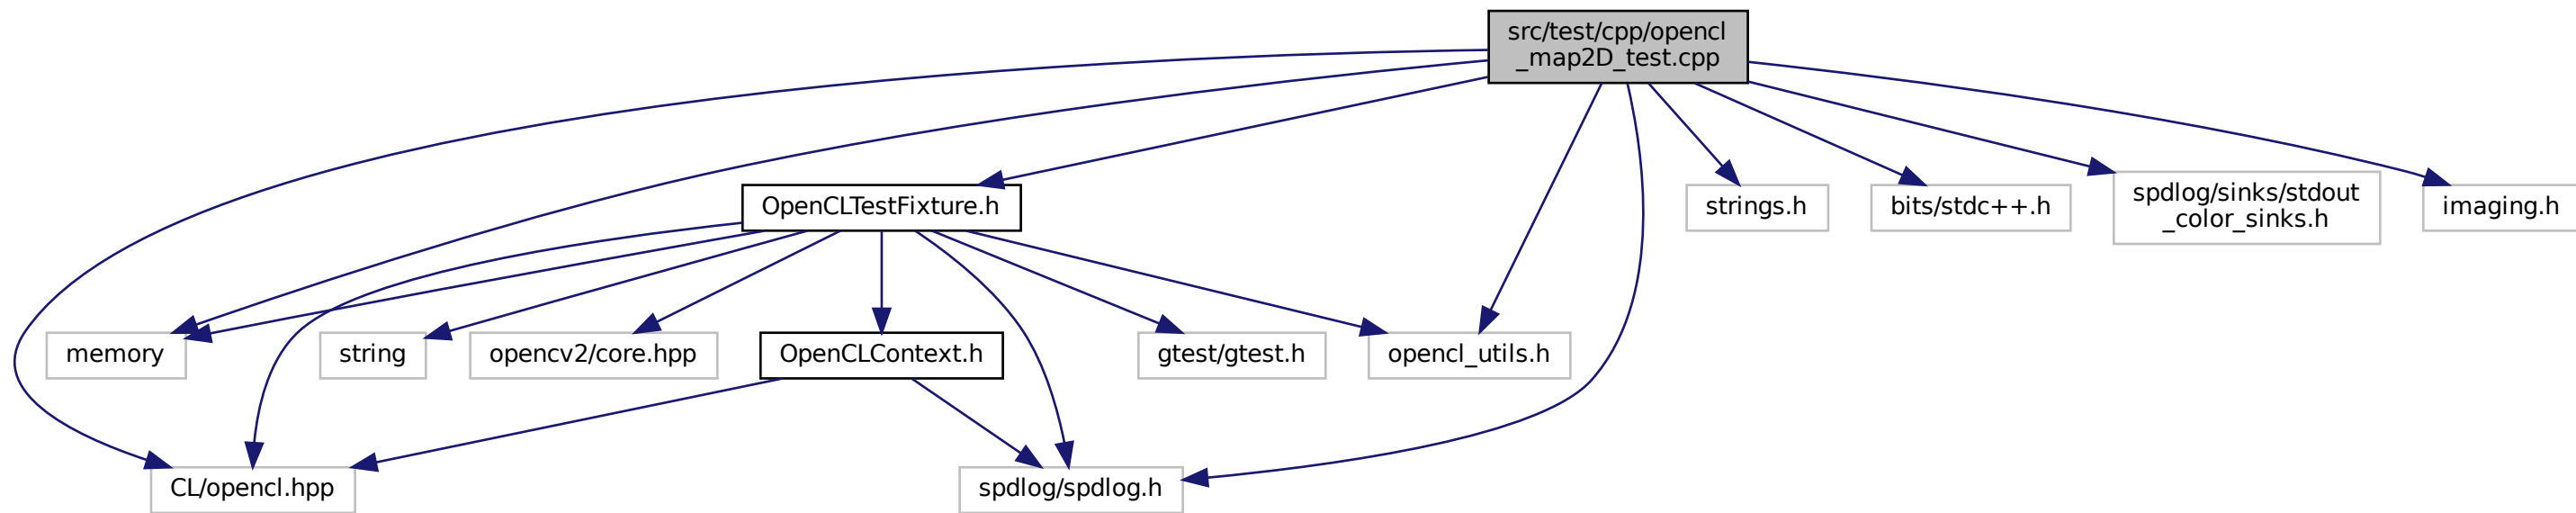 src/test/cpp/opencl
_map2D_test.cpp
OpenCLTestFixture.h
strings.h
bits/stdc++.h
spdlog/sinks/stdout
_color_sinks.h
imaging.h
memory
string
opencv2/core.hpp
OpenCLContext.h
gtest/gtest.h
opencl_utils.h
CL/opencl.hpp
spdlog/spdlog.h